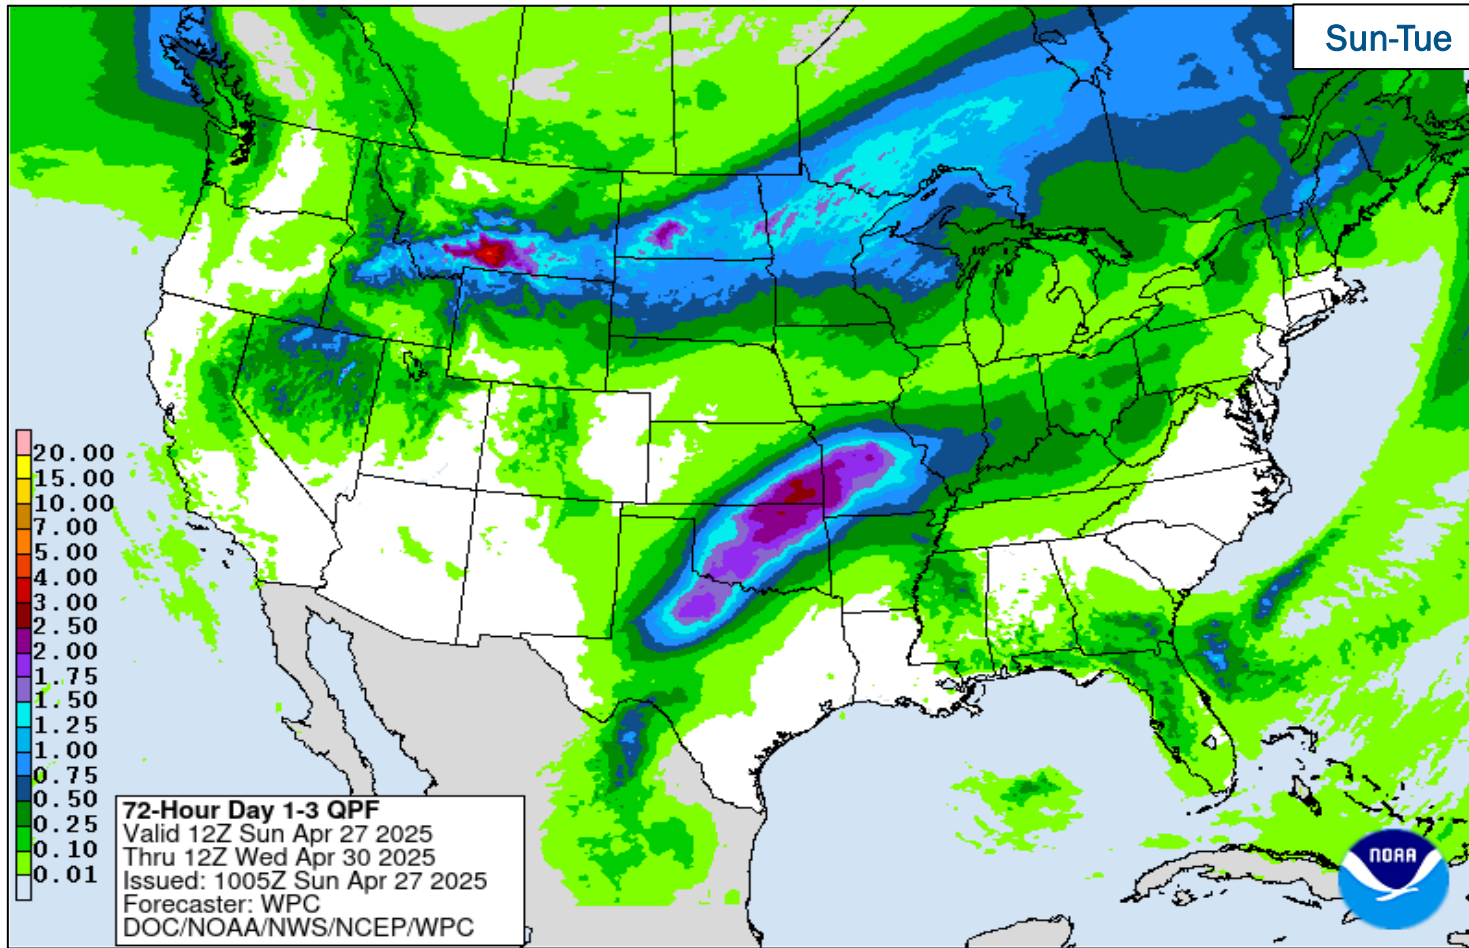 Sun-Tue
20.00
15.00
10.00
7.00
5.00
4.00
3.00
2.50
2.00
1.75
1.50
1.25
1.00
0.75
0.50
0.25
0.10
0.01
72-Hour Day 1-3 QPF
Valid 12Z Sun Apr 27 2025
Thru 12Z Wed Apr 30 2025
Issued: 1005Z Sun Apr 27 2025
Forecaster: WPC
DOC/NOAA/NWS/NCEP/WPC
NOAA